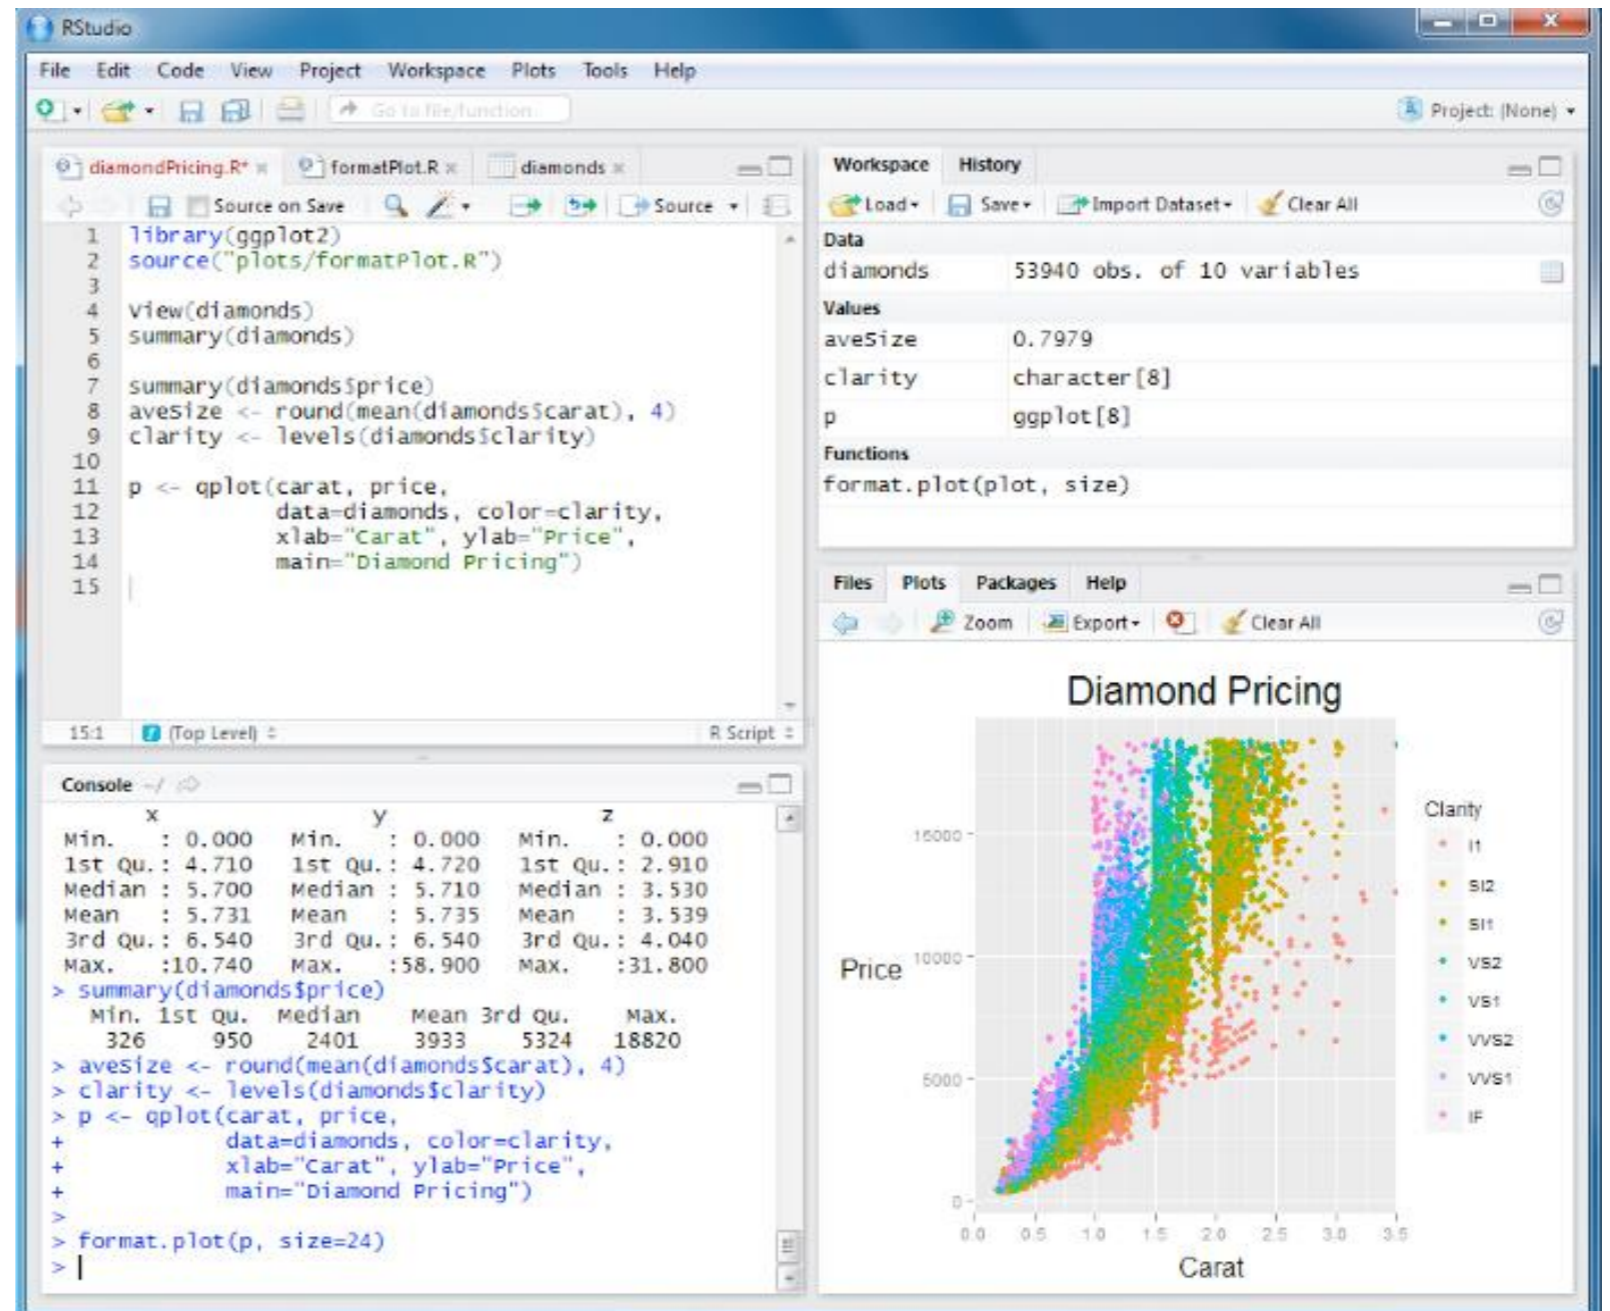 RStudio
File Edit Code View Project Workspace Plots Tools Help
Go to file/function
Project: (None)
diamondPricing.R* formatPlot.R diamonds
Source on Save Source
1 library(ggplot2)
2 source("plots/formatPlot.R")
3
4 View(diamonds)
5 summary(diamonds)
6
7 summary(diamonds$price)
8 aveSize <- round(mean(diamonds$carat), 4)
9 clarity <- levels(diamonds$clarity)
10
11 p <- qplot(carat, price,
12 data=diamonds, color=clarity,
13 xlab="Carat", ylab="Price",
14 main="Diamond Pricing")
15
15:1 (Top Level) R Script
Console ~/
x y z
Min. : 0.000 Min. : 0.000 Min. : 0.000
1st Qu.: 4.710 1st Qu.: 4.720 1st Qu.: 2.910
Median : 5.700 Median : 5.710 Median : 3.530
Mean : 5.731 Mean : 5.735 Mean : 3.539
3rd Qu.: 6.540 3rd Qu.: 6.540 3rd Qu.: 4.040
Max. :10.740 Max. :58.900 Max. :31.800
> summary(diamonds$price)
Min. 1st Qu. Median Mean 3rd Qu. Max.
326 950 2401 3933 5324 18820
> aveSize <- round(mean(diamonds$carat), 4)
> clarity <- levels(diamonds$clarity)
> p <- qplot(carat, price,
+ data=diamonds, color=clarity,
+ xlab="Carat", ylab="Price",
+ main="Diamond Pricing")
>
> format.plot(p, size=24)
>
Workspace History
Load Save Import Dataset Clear All
Data
diamonds 53940 obs. of 10 variables
Values
aveSize 0.7979
clarity character[8]
p ggplot[8]
Functions
format.plot(plot, size)
Files Plots Packages Help
Zoom Export Clear All
Diamond Pricing
Price
15000
10000
5000
0
0.0 0.5 1.0 1.5 2.0 2.5 3.0 3.5
Carat
Clarity
I1
SI2
SI1
VS2
VS1
VVS2
VVS1
IF